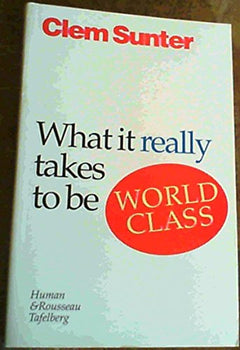 Clem Sunter
What it really
takes
to be WORLD
CLASS
Human
&Rousseau
Tafelberg